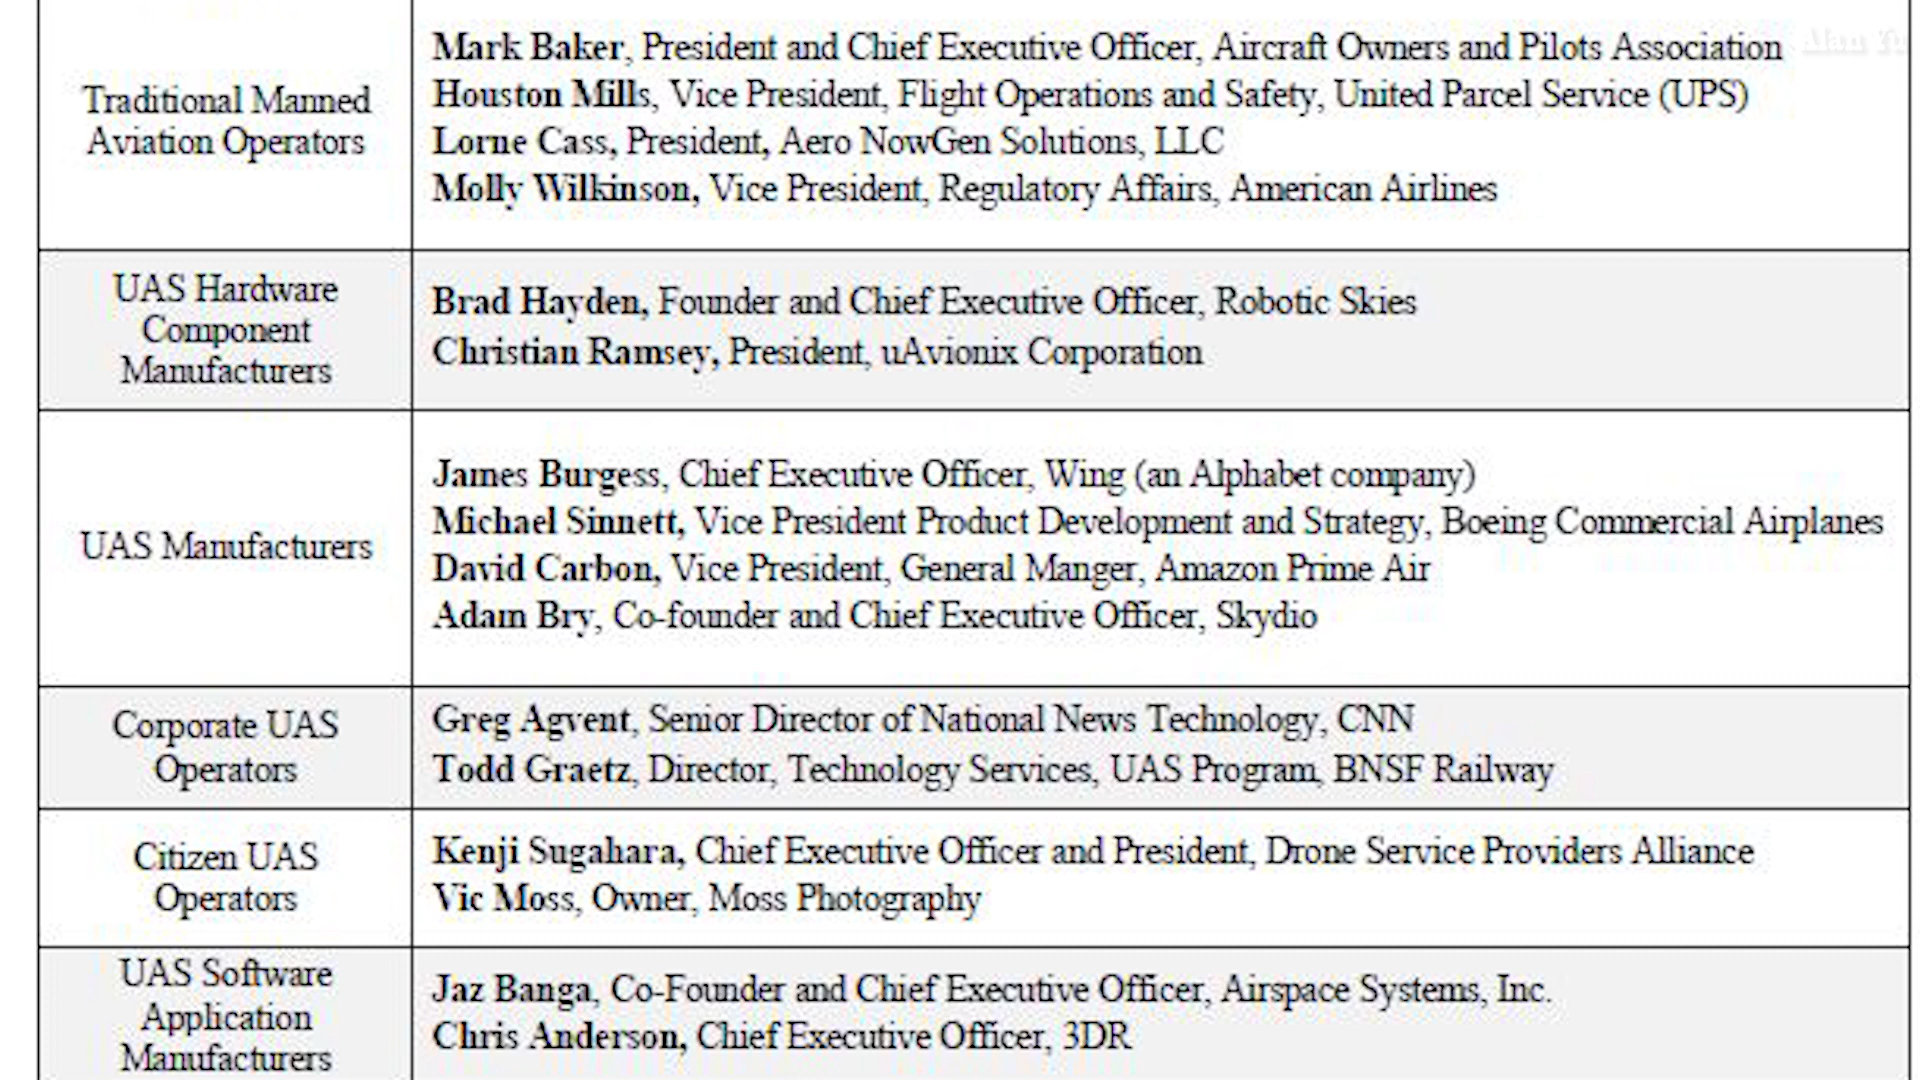 Traditional Manned
Aviation Operators
Mark Baker, President and Chief Executive Officer, Aircraft Owners and Pilots Association
Houston Mills, Vice President, Flight Operations and Safety, United Parcel Service (UPS)
Lorne Cass, President, Aero NowGen Solutions, LLC
Molly Wilkinson, Vice President, Regulatory Affairs, American Airlines
UAS Hardware
Component
Manufacturers
Brad Hayden, Founder and Chief Executive Officer, Robotic Skies
Christian Ramsey, President, uAvionix Corporation
UAS Manufacturers
James Burgess, Chief Executive Officer, Wing (an Alphabet company)
Michael Sinnett, Vice President Product Development and Strategy, Boeing Commercial Airplanes
David Carbon, Vice President, General Manger, Amazon Prime Air
Adam Bry, Co-founder and Chief Executive Officer, Skydio
Corporate UAS
Operators
Greg Agvent, Senior Director of National News Technology, CNN
Todd Graetz, Director, Technology Services, UAS Program, BNSF Railway
Citizen UAS
Operators
Kenji Sugahara, Chief Executive Officer and President, Drone Service Providers Alliance
Vic Moss, Owner, Moss Photography
UAS Software
Application
Manufacturers
Jaz Banga, Co-Founder and Chief Executive Officer, Airspace Systems, Inc.
Chris Anderson, Chief Executive Officer, 3DR